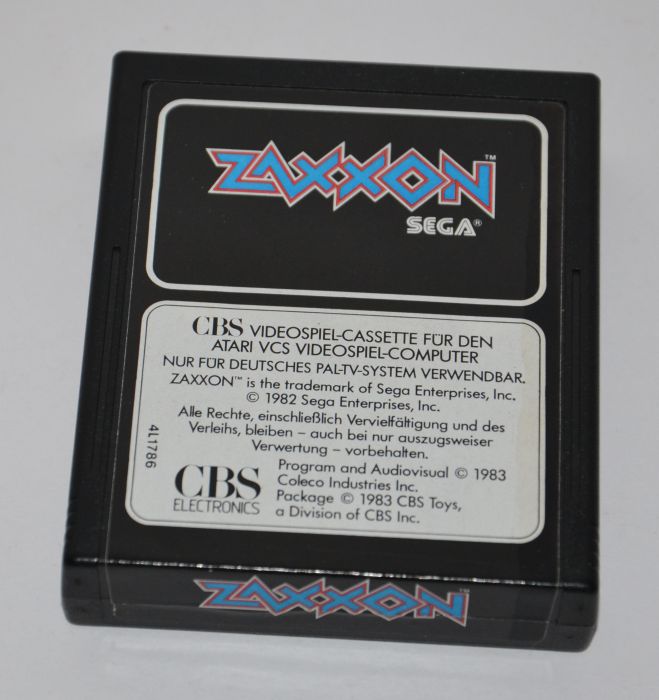 ZAXXON™
SEGA®
CBS VIDEOSPIEL-CASSETTE FÜR DEN
ATARI VCS VIDEOSPIEL-COMPUTER
NUR FÜR DEUTSCHES PAL-TV-SYSTEM VERWENDBAR.
ZAXXON™ is the trademark of Sega Enterprises, Inc.
© 1982 Sega Enterprises, Inc.
Alle Rechte, einschließlich Vervielfältigung und des
Verleihs, bleiben – auch bei nur auszugsweiser
Verwertung – vorbehalten.
4L1786
CBS
ELECTRONICS
Program and Audiovisual © 1983
Coleco Industries Inc.
Package © 1983 CBS Toys,
a Division of CBS Inc.
ZAXXON™